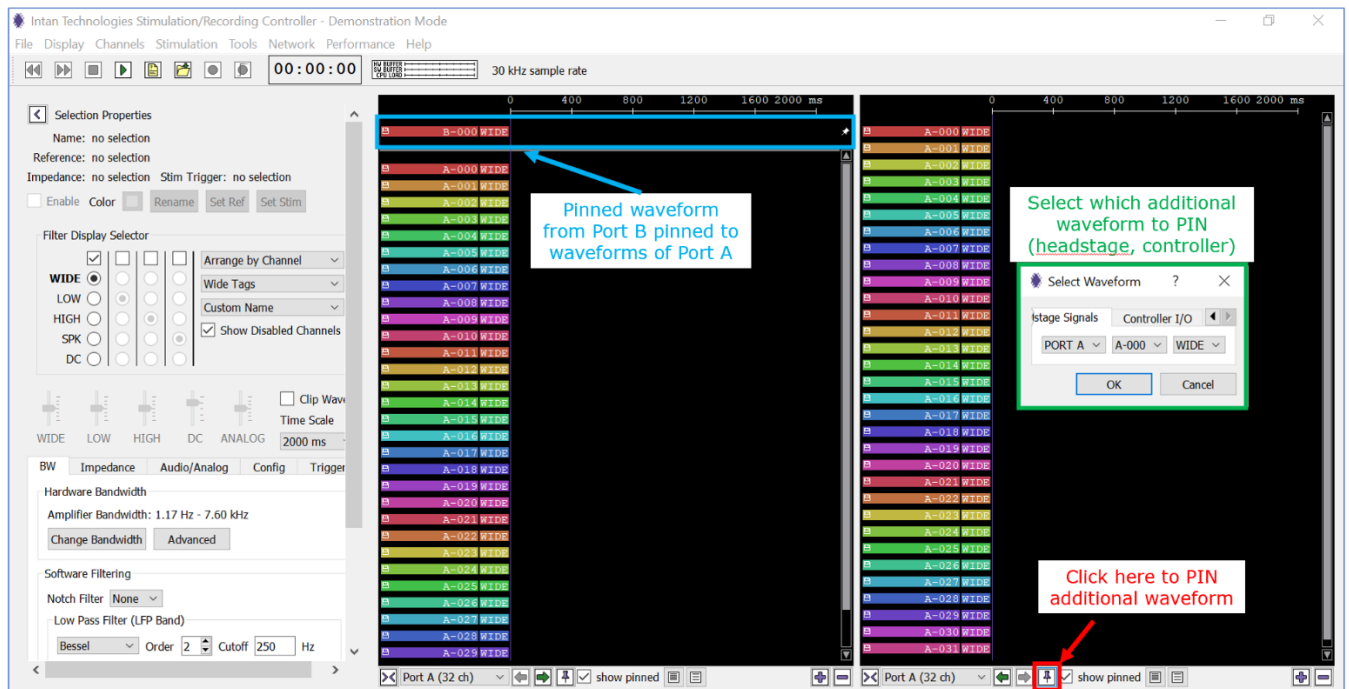 Intan Technologies Stimulation/Recording Controller - Demonstration Mode
File Display Channels Stimulation Tools Network Performance Help
00:00:00
HW BUFFER
SW BUFFER
CPU LOAD
30 kHz sample rate
Selection Properties
Name: no selection
Reference: no selection
Impedance: no selection Stim Trigger: no selection
Enable Color Rename Set Ref Set Stim
Filter Display Selector
Arrange by Channel
WIDE
Wide Tags
LOW
Custom Name
HIGH
Show Disabled Channels
SPK
DC
Clip Wave
Time Scale
WIDE LOW HIGH DC ANALOG 2000 ms
BW Impedance Audio/Analog Config Trigger
Hardware Bandwidth
Amplifier Bandwidth: 1.17 Hz - 7.60 kHz
Change Bandwidth Advanced
Software Filtering
Notch Filter None
Low Pass Filter (LFP Band)
Bessel Order 2 Cutoff 250 Hz
0 400 800 1200 1600 2000 ms
B-000 WIDE
A-000 WIDE
A-001 WIDE
A-002 WIDE
A-003 WIDE
A-004 WIDE
A-005 WIDE
A-006 WIDE
A-007 WIDE
A-008 WIDE
A-009 WIDE
A-010 WIDE
A-011 WIDE
A-012 WIDE
A-013 WIDE
A-014 WIDE
A-015 WIDE
A-016 WIDE
A-017 WIDE
A-018 WIDE
A-019 WIDE
A-020 WIDE
A-021 WIDE
A-022 WIDE
A-023 WIDE
A-024 WIDE
A-025 WIDE
A-026 WIDE
A-027 WIDE
A-028 WIDE
A-029 WIDE
Pinned waveform
from Port B pinned to
waveforms of Port A
Port A (32 ch) show pinned
0 400 800 1200 1600 2000 ms
A-000 WIDE
A-001 WIDE
A-002 WIDE
A-003 WIDE
A-004 WIDE
A-005 WIDE
A-006 WIDE
A-007 WIDE
A-008 WIDE
A-009 WIDE
A-010 WIDE
A-011 WIDE
A-012 WIDE
A-013 WIDE
A-014 WIDE
A-015 WIDE
A-016 WIDE
A-017 WIDE
A-018 WIDE
A-019 WIDE
A-020 WIDE
A-021 WIDE
A-022 WIDE
A-023 WIDE
A-024 WIDE
A-025 WIDE
A-026 WIDE
A-027 WIDE
A-028 WIDE
A-029 WIDE
A-030 WIDE
A-031 WIDE
Select which additional
waveform to PIN
(headstage, controller)
Select Waveform ?
lstage Signals Controller I/O
PORT A A-000 WIDE
OK Cancel
Click here to PIN
additional waveform
Port A (32 ch) show pinned